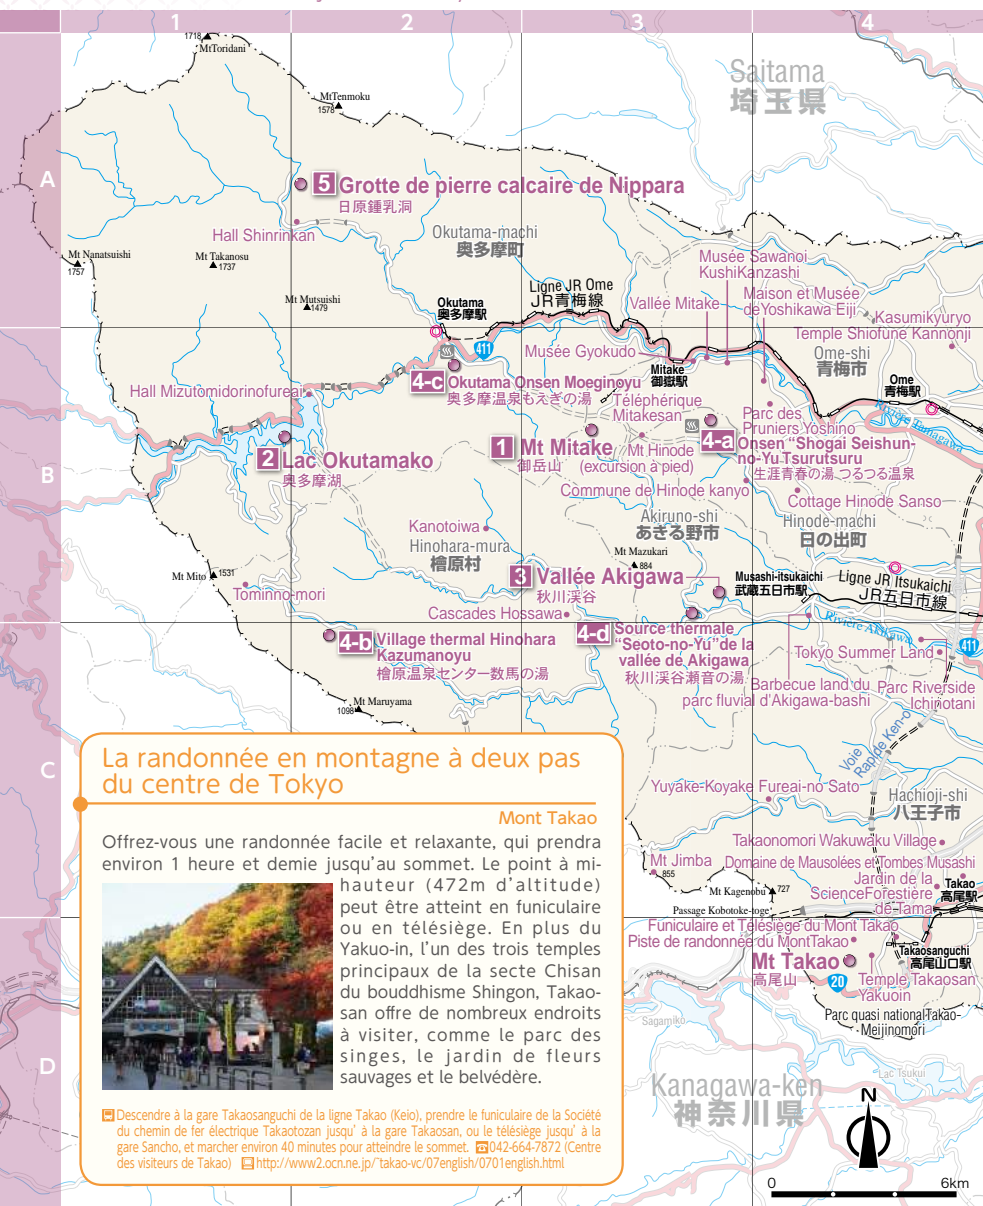 1
2
3
4
1718
MtToridani
Saitama
埼玉県
MtTenmoku
1578
A
5 Grotte de pierre calcaire de Nippara
日原鍾乳洞
Hall Shinrinkan
Okutama-machi
奥多摩町
Mt Nanatsuishi
1757
Mt Takanosu
1737
Musée Sawanoi
KushiKanzashi
Mt Mutsuishi
1479
Okutama
奥多摩駅
Ligne JR Ome
JR青梅線
Vallée Mitake
Maison et Musée
deYoshikawa Eiji
Kasumikyuryo
Temple Shiofune Kannonji
411
Musée Gyokudo
Ome-shi
青梅市
Mitake
御嶽駅
Ome
青梅駅
Hall Mizutomidorinofureai
4-c Okutama Onsen Moeginoyu
奥多摩温泉もえぎの湯
Téléphérique
Mitakesan
Parc des
Pruniers Yoshino
Rivière Tamagawa
B
2 Lac Okutamako
奥多摩湖
1 Mt Mitake
御岳山
Mt Hinode
(excursion à pied)
4-a Onsen “Shogai Seishun-
no-Yu Tsurutsuru
生涯青春の湯 つるつる温泉
Commune de Hinode kanyo
Cottage Hinode Sanso
Kanotoiwa
Akiruno-shi
あきる野市
Hinode-machi
日の出町
Hinohara-mura
檜原村
Mt Mazukari
884
Mt Mito
1531
3 Vallée Akigawa
秋川渓谷
Musashi-itsukaichi
武蔵五日市駅
Ligne JR Itsukaichi
JR五日市線
Tominno-mori
Cascades Hossawa
4-b Village thermal Hinohara
Kazumanoyu
檜原温泉センター数馬の湯
4-d Source thermale
“Seoto-no-Yu”de la
vallée de Akigawa
秋川渓谷瀬音の湯
Rivière Akigawa
411
Tokyo Summer Land
Barbecue land du
parc fluvial d'Akigawa-bashi
Parc Riverside
Ichinotani
Mt Maruyama
1098
C
Voie
Rapide Ken-o
Yuyake-Koyake Fureai-no Sato
Hachioji-shi
八王子市
Takaonomori Wakuwaku Village
Mt Jimba
855
Domaine de Mausolées et Tombes Musashi
Jardin de la
ScienceForestière
de Tama
Takao
高尾駅
Mt Kagenobu
727
Passage Kobotoke-toge
Funiculaire et Télésiège du Mont Takao
Piste de randonnée du MontTakao
Takaosanguchi
高尾山口駅
Mt Takao
高尾山
20
Temple Takaosan
Yakuoin
Parc quasi nationalTakao-
Meijinomori
Sagamiko
Lac Tsukui
D
Kanagawa-ken
神奈川県
N
0
6km
La randonnée en montagne à deux pas
du centre de Tokyo
Mont Takao
Offrez-vous une randonnée facile et relaxante, qui prendra
environ 1 heure et demie jusqu'au sommet. Le point à mi-
hauteur (472m d'altitude)
peut être atteint en funiculaire
ou en télésiège. En plus du
Yakuo-in, l'un des trois temples
principaux de la secte Chisan
du bouddhisme Shingon, Takao-
san offre de nombreux endroits
à visiter, comme le parc des
singes, le jardin de fleurs
sauvages et le belvédère.
Descendre à la gare Takaosanguchi de la ligne Takao (Keio), prendre le funiculaire de la Société
du chemin de fer électrique Takaotozan jusqu' à la gare Takaosan, ou le télésiège jusqu' à la
gare Sancho, et marcher environ 40 minutes pour atteindre le sommet. ☎042-664-7872 (Centre
des visiteurs de Takao) http://www2.ocn.ne.jp/~takao-vc/07english/0701english.html